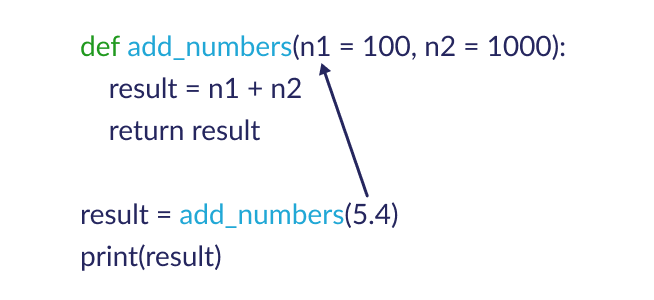 def add_numbers(n1 = 100, n2 = 1000):
    result = n1 + n2
    return result
result = add_numbers(5.4)
print(result)